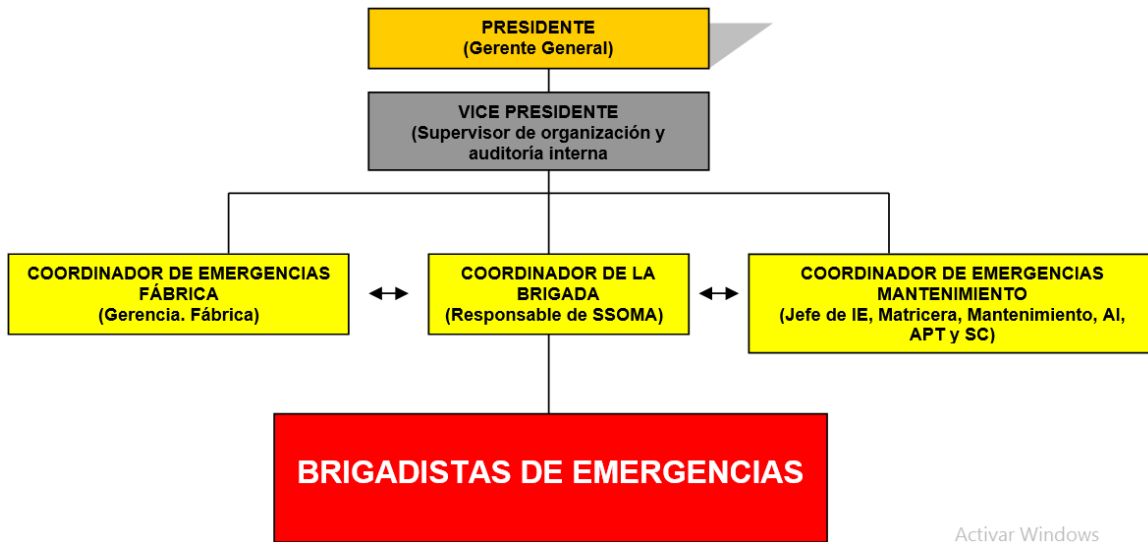 PRESIDENTE
(Gerente General)
VICE PRESIDENTE
(Supervisor de organización y
auditoría interna
COORDINADOR DE EMERGENCIAS
FÁBRICA
(Gerencia. Fábrica)
COORDINADOR DE LA
BRIGADA
(Responsable de SSOMA)
COORDINADOR DE EMERGENCIAS
MANTENIMIENTO
(Jefe de IE, Matricera, Mantenimiento, AI,
APT y SC)
BRIGADISTAS DE EMERGENCIAS
Activar Windows